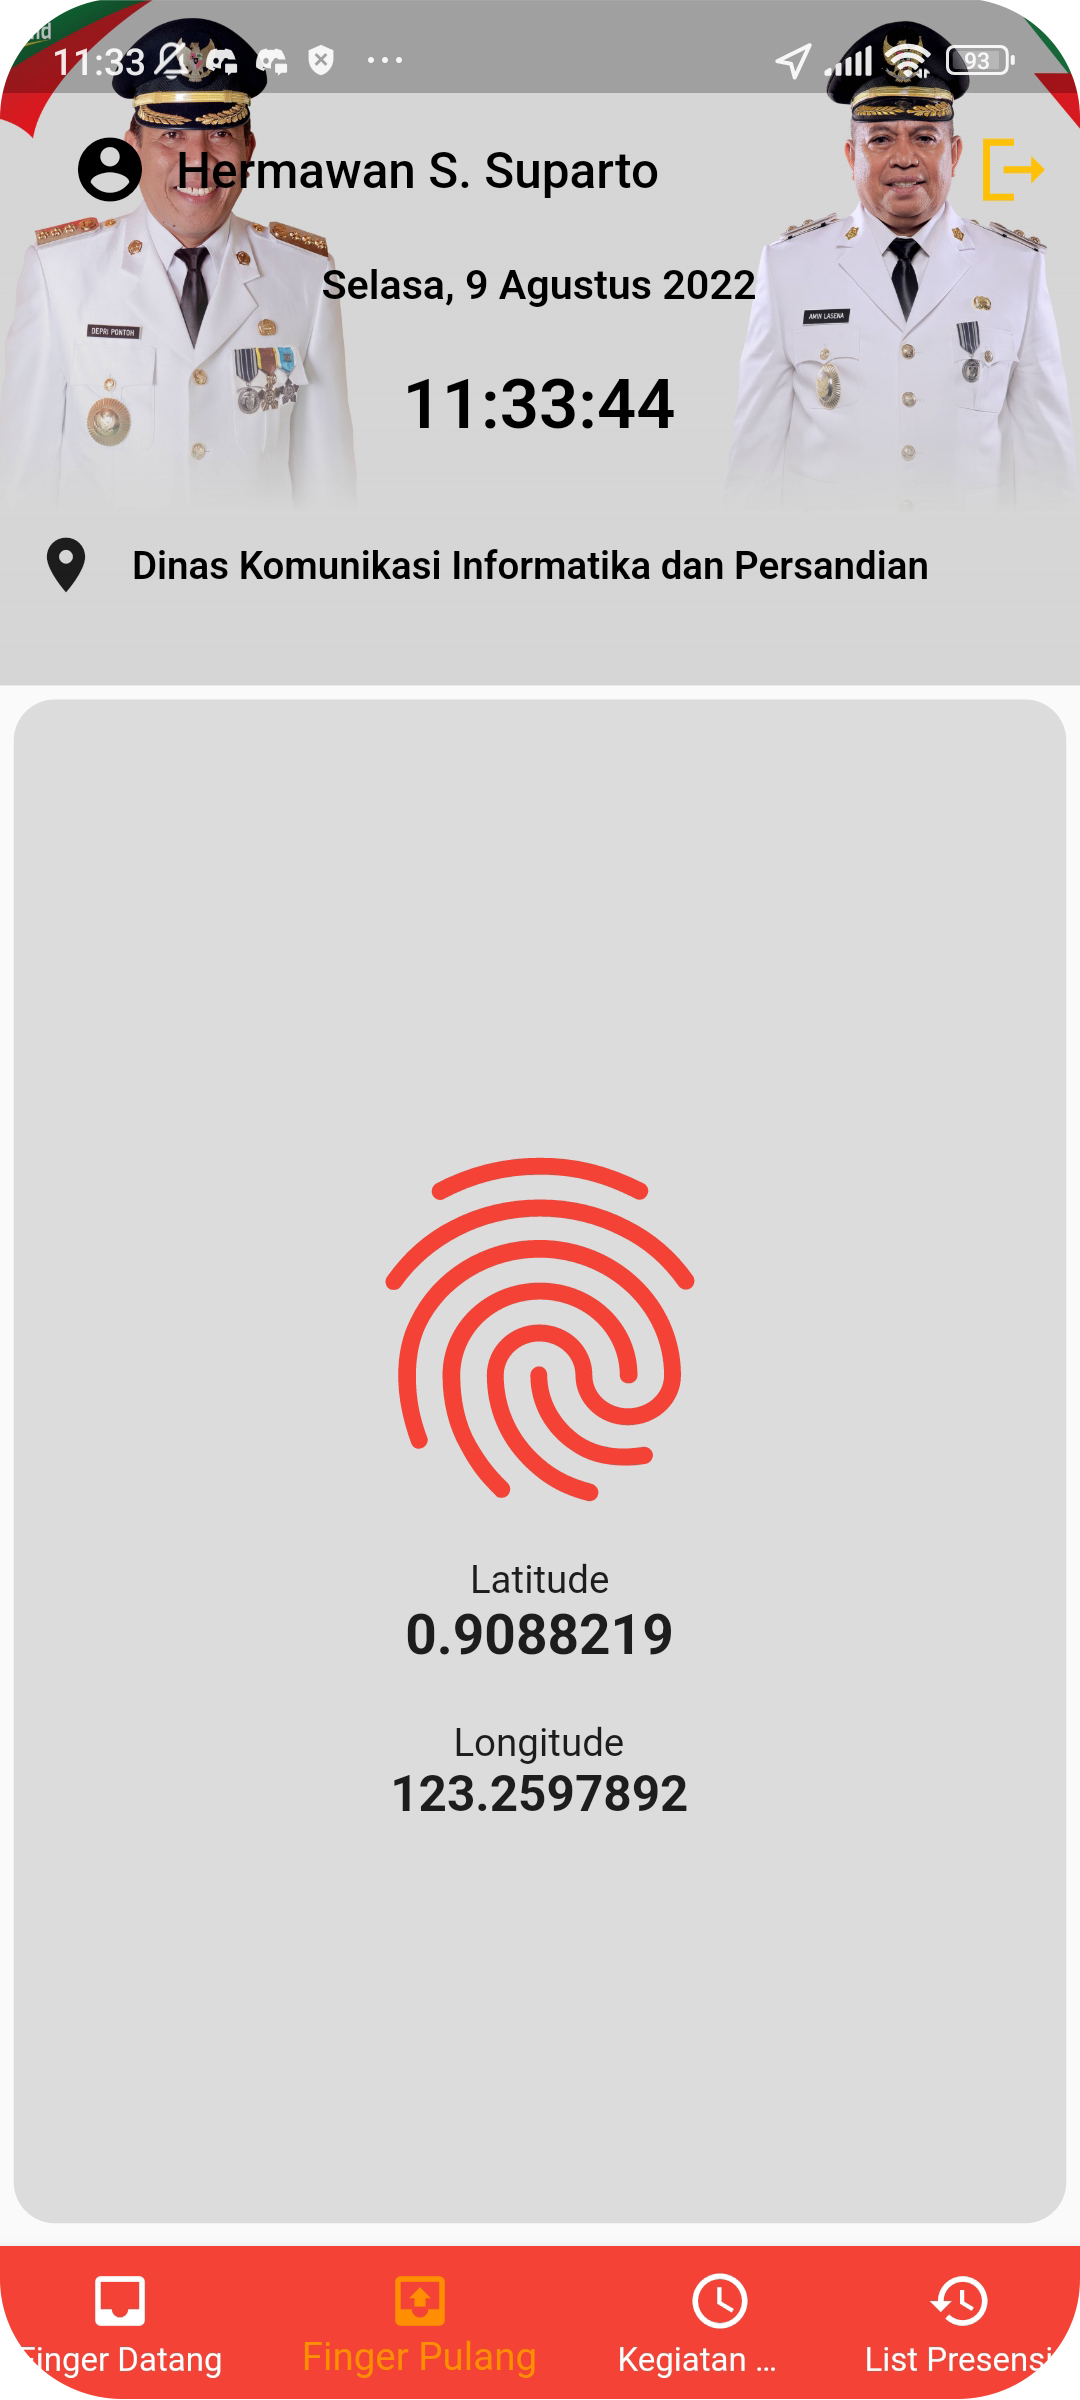 nd
11:33
93
Hermawan S. Suparto
Selasa, 9 Agustus 2022
DEPRI PONTOH
AMIN LASENA
11:33:44
Dinas Komunikasi Informatika dan Persandian
Latitude
0.9088219
Longitude
123.2597892
Finger Datang
Finger Pulang
Kegiatan ...
List Presensi